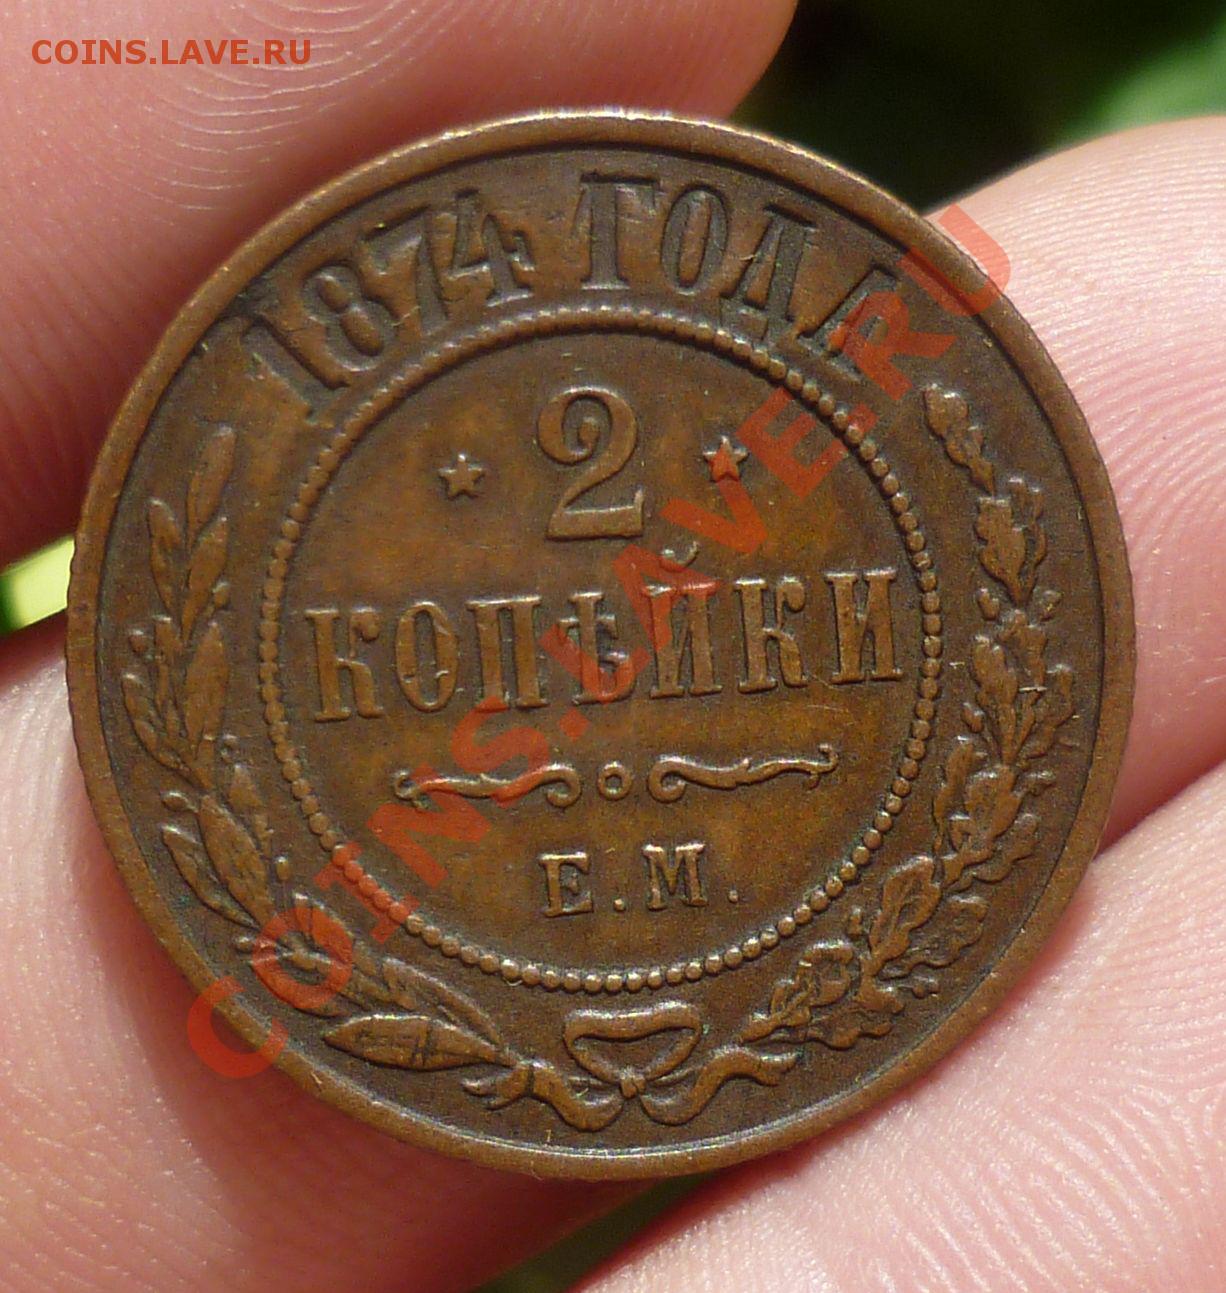 COINS.LAVE.RU
1874 ГОДА
2
КОПѢЙКИ
Е.М.
COINS.LAVE.RU